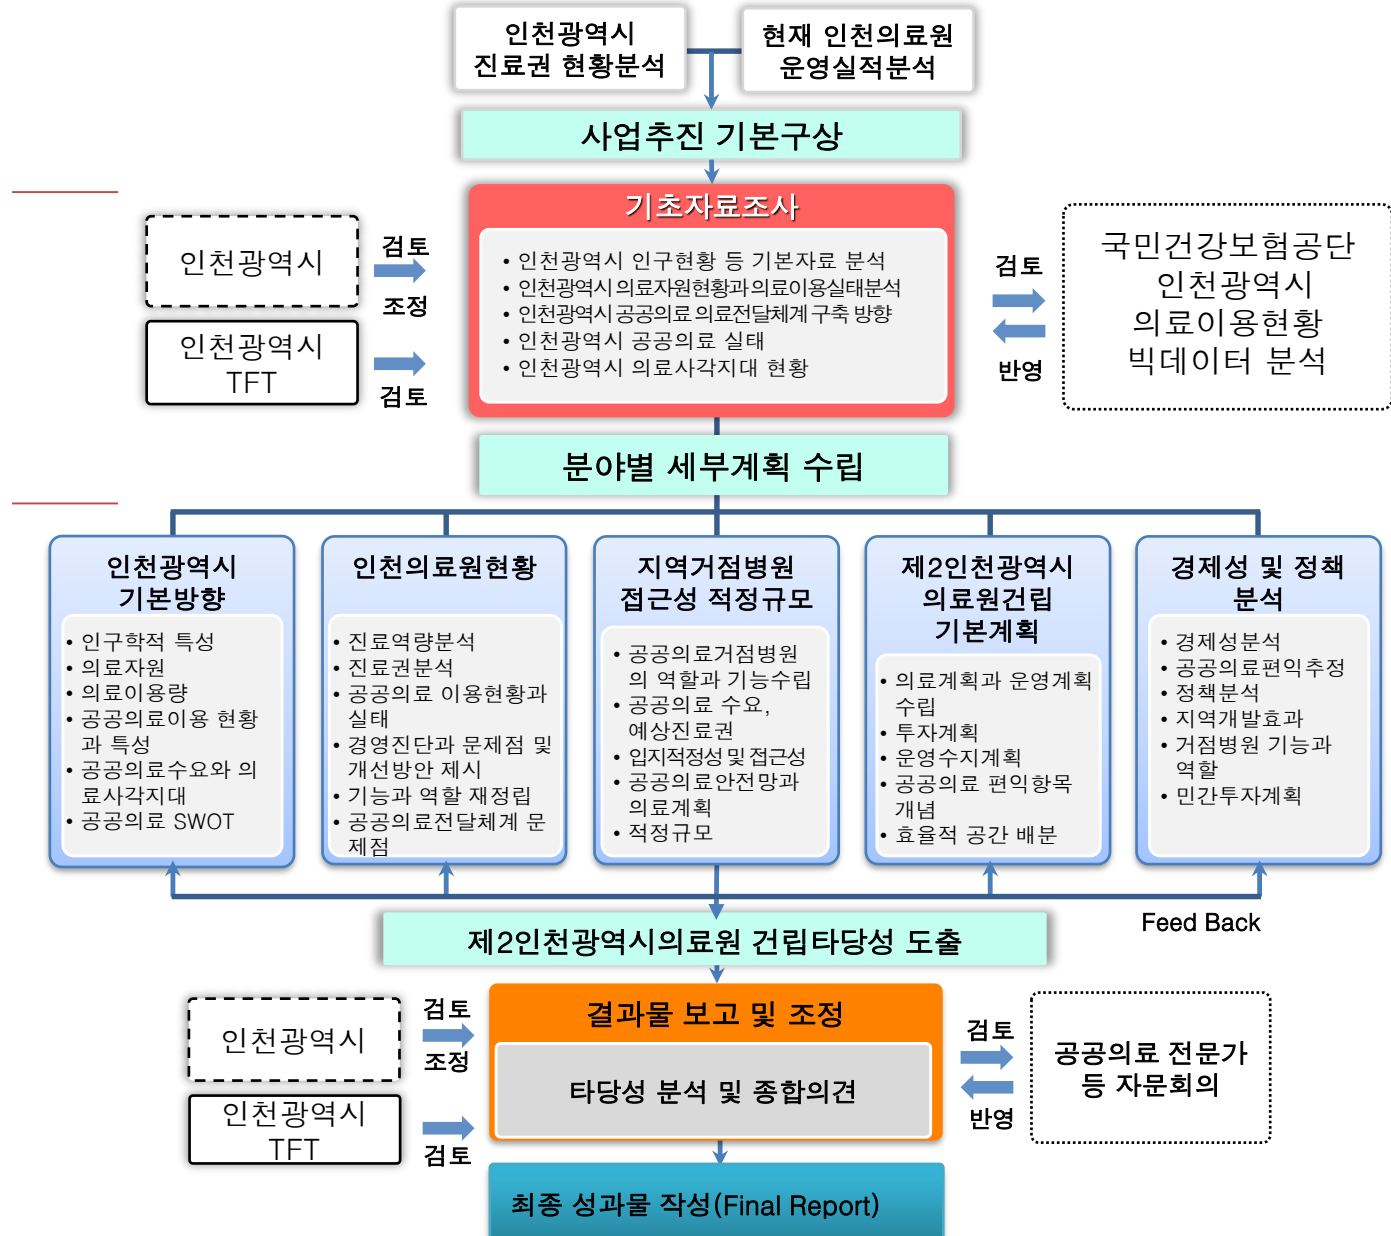 인천광역시
진료권 현황분석
현재 인천의료원
운영실적분석
사업추진 기본구상
기초자료조사
• 인천광역시 인구현황 등 기본자료 분석
• 인천광역시 의료자원현황과 의료이용실태분석
• 인천광역시 공공의료 의료전달체계 구축 방향
• 인천광역시 공공의료 실태
• 인천광역시 의료사각지대 현황
인천광역시
검토
조정
인천광역시
TFT
검토
검토
반영
국민건강보험공단
인천광역시
의료이용현황
빅데이터 분석
분야별 세부계획 수립
인천광역시
기본방향
• 인구학적 특성
• 의료자원
• 의료이용량
• 공공의료이용 현황
과 특성
• 공공의료수요와 의
료사각지대
• 공공의료 SWOT
인천의료원현황
• 진료역량분석
• 진료권분석
• 공공의료 이용현황과
실태
• 경영진단과 문제점 및
개선방안 제시
• 기능과 역할 재정립
• 공공의료전달체계 문
제점
지역거점병원
접근성 적정규모
• 공공의료거점병원
의 역할과 기능수립
• 공공의료 수요,
예상진료권
• 입지적정성 및 접근성
• 공공의료안전망과
의료계획
• 적정규모
제2인천광역시
의료원건립
기본계획
• 의료계획과 운영계획
수립
• 투자계획
• 운영수지계획
• 공공의료 편익항목
개념
• 효율적 공간 배분
경제성 및 정책
분석
• 경제성분석
• 공공의료편익추정
• 정책분석
• 지역개발효과
• 거점병원 기능과
역할
• 민간투자계획
Feed Back
제2인천광역시의료원 건립타당성 도출
인천광역시
검토
조정
인천광역시
TFT
검토
결과물 보고 및 조정
타당성 분석 및 종합의견
검토
반영
공공의료 전문가
등 자문회의
최종 성과물 작성(Final Report)